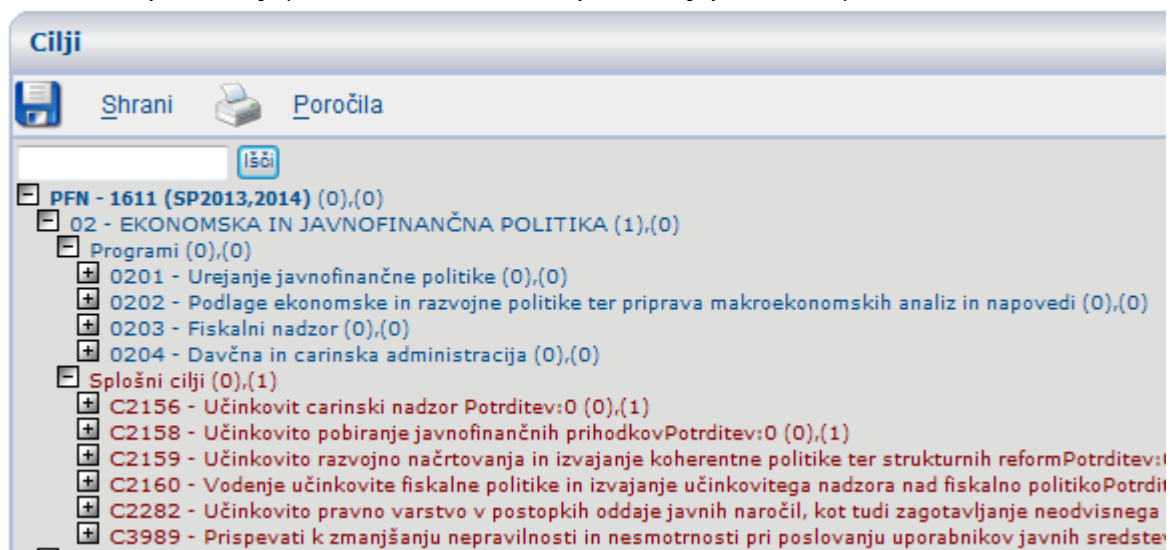 Cilji
Shrani Poročila
Išči
PFN - 1611 (SP2013,2014) (0),(0)
02 - EKONOMSKA IN JAVNOFINANČNA POLITIKA (1),(0)
Programi (0),(0)
0201 - Urejanje javnofinančne politike (0),(0)
0202 - Podlage ekonomske in razvojne politike ter priprava makroekonomskih analiz in napovedi (0),(0)
0203 - Fiskalni nadzor (0),(0)
0204 - Davčna in carinska administracija (0),(0)
Splošni cilji (0),(1)
C2156 - Učinkovit carinski nadzor Potrditev:0 (0),(1)
C2158 - Učinkovito pobiranje javnofinančnih prihodkovPotrditev:0 (0),(1)
C2159 - Učinkovito razvojno načrtovanja in izvajanje koherentne politike ter strukturnih reformPotrditev:
C2160 - Vodenje učinkovite fiskalne politike in izvajanje učinkovitega nadzora nad fiskalno politikoPotrdit
C2282 - Učinkovito pravno varstvo v postopkih oddaje javnih naročil, kot tudi zagotavljanje neodvisnega
C3989 - Prispevati k zmanjšanju nepravilnosti in nesmotrnosti pri poslovanju uporabnikov javnih sredstev